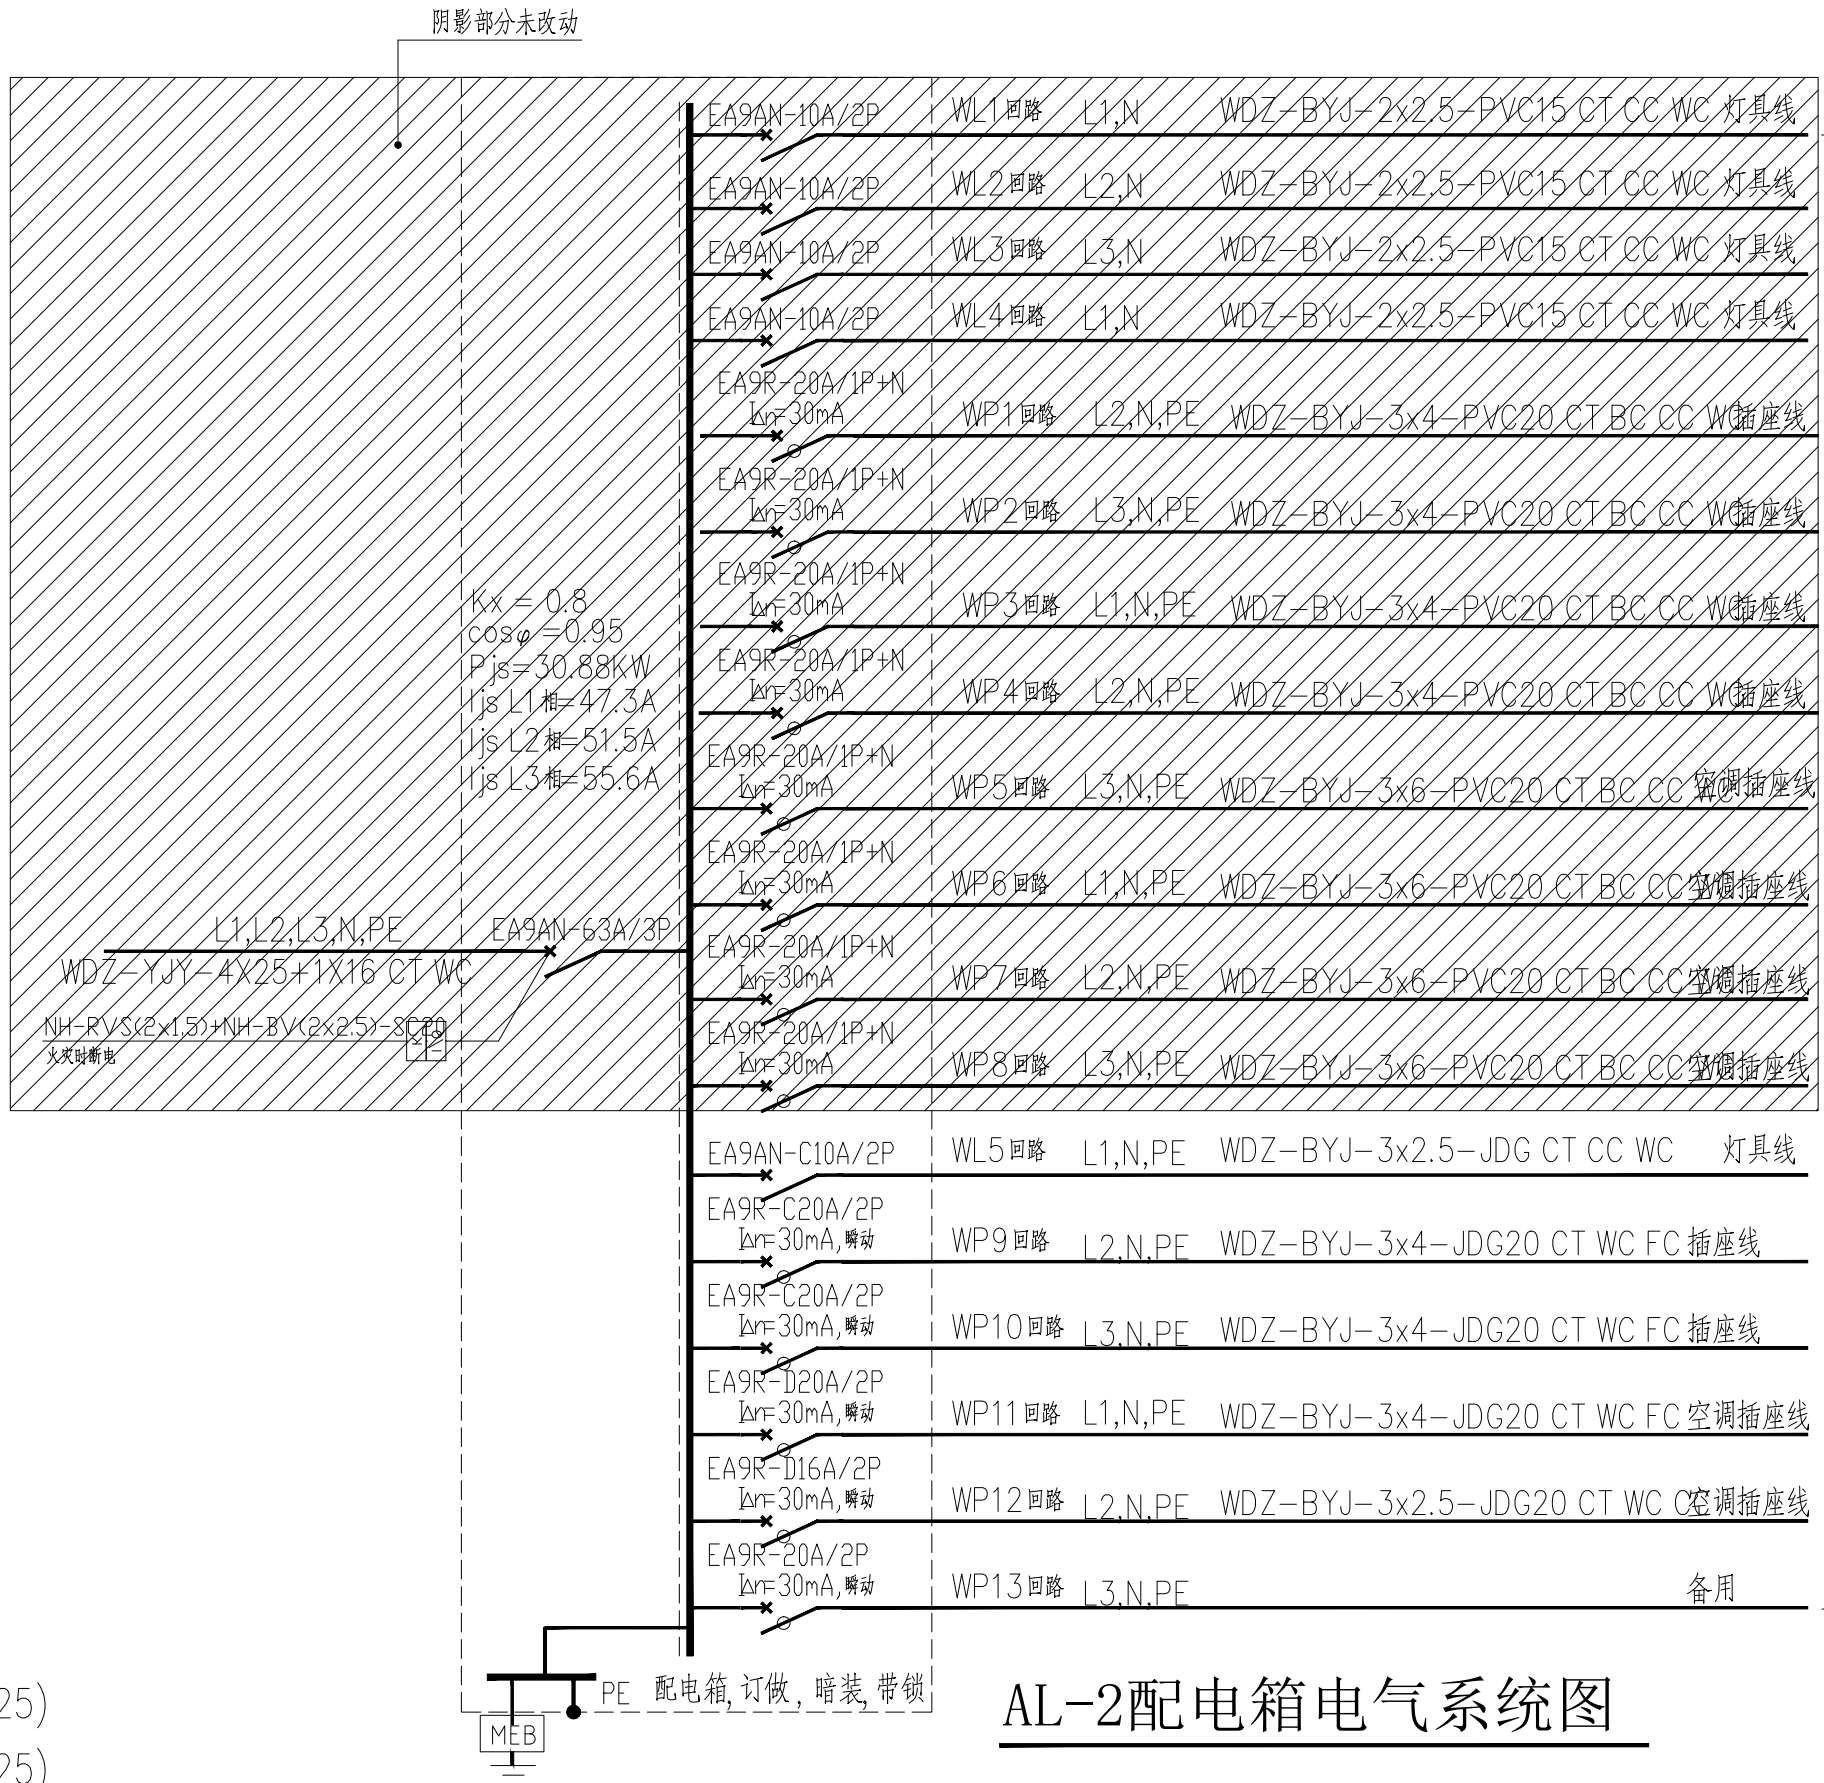 阴影部分未改动
EA9AN-10A/2P WL1回路 L1,N WDZ-BYJ-2x2.5-PVC15 CT CC WC 灯具线
EA9AN-10A/2P WL2回路 L2,N WDZ-BYJ-2x2.5-PVC15 CT CC WC 灯具线
EA9AN-10A/2P WL3回路 L3,N WDZ-BYJ-2x2.5-PVC15 CT CC WC 灯具线
EA9AN-10A/2P WL4回路 L1,N WDZ-BYJ-2x2.5-PVC15 CT CC WC 灯具线
EA9R-20A/1P+N
I△n=30mA WP1回路 L2,N,PE WDZ-BYJ-3x4-PVC20 CT BC CC WC 插座线
EA9R-20A/1P+N
I△n=30mA WP2回路 L3,N,PE WDZ-BYJ-3x4-PVC20 CT BC CC WC 插座线
EA9R-20A/1P+N
I△n=30mA WP3回路 L1,N,PE WDZ-BYJ-3x4-PVC20 CT BC CC WC 插座线
EA9R-20A/1P+N
I△n=30mA WP4回路 L2,N,PE WDZ-BYJ-3x4-PVC20 CT BC CC WC 插座线
Kx = 0.8
cosφ =0.95
Pjs=30.88KW
Ijs L1相=47.3A
Ijs L2相=51.5A
Ijs L3相=55.6A
EA9R-20A/1P+N
I△n=30mA WP5回路 L3,N,PE WDZ-BYJ-3x6-PVC20 CT BC CC WC 空调插座线
EA9R-20A/1P+N
I△n=30mA WP6回路 L1,N,PE WDZ-BYJ-3x6-PVC20 CT BC CC WC 空调插座线
L1,L2,L3,N,PE EA9AN-63A/3P
WDZ-YJY-4X25+1X16 CT WC
EA9R-20A/1P+N
I△n=30mA WP7回路 L2,N,PE WDZ-BYJ-3x6-PVC20 CT BC CC WC 空调插座线
NH-RVS(2x1.5)+NH-BV(2x2.5)-SC20
火灾时断电
EA9R-20A/1P+N
I△n=30mA WP8回路 L3,N,PE WDZ-BYJ-3x6-PVC20 CT BC CC WC 空调插座线
EA9AN-C10A/2P WL5回路 L1,N,PE WDZ-BYJ-3x2.5-JDG CT CC WC 灯具线
EA9R-C20A/2P
I△n=30mA,瞬动 WP9回路 L2,N,PE WDZ-BYJ-3x4-JDG20 CT WC FC 插座线
EA9R-C20A/2P
I△n=30mA,瞬动 WP10回路 L3,N,PE WDZ-BYJ-3x4-JDG20 CT WC FC 插座线
EA9R-D20A/2P
I△n=30mA,瞬动 WP11回路 L1,N,PE WDZ-BYJ-3x4-JDG20 CT WC FC 空调插座线
EA9R-D16A/2P
I△n=30mA,瞬动 WP12回路 L2,N,PE WDZ-BYJ-3x2.5-JDG20 CT WC CC 空调插座线
EA9R-20A/2P
I△n=30mA,瞬动 WP13回路 L3,N,PE 备用
PE 配电箱,订做,暗装,带锁
MEB
AL-2配电箱电气系统图
25)
25)